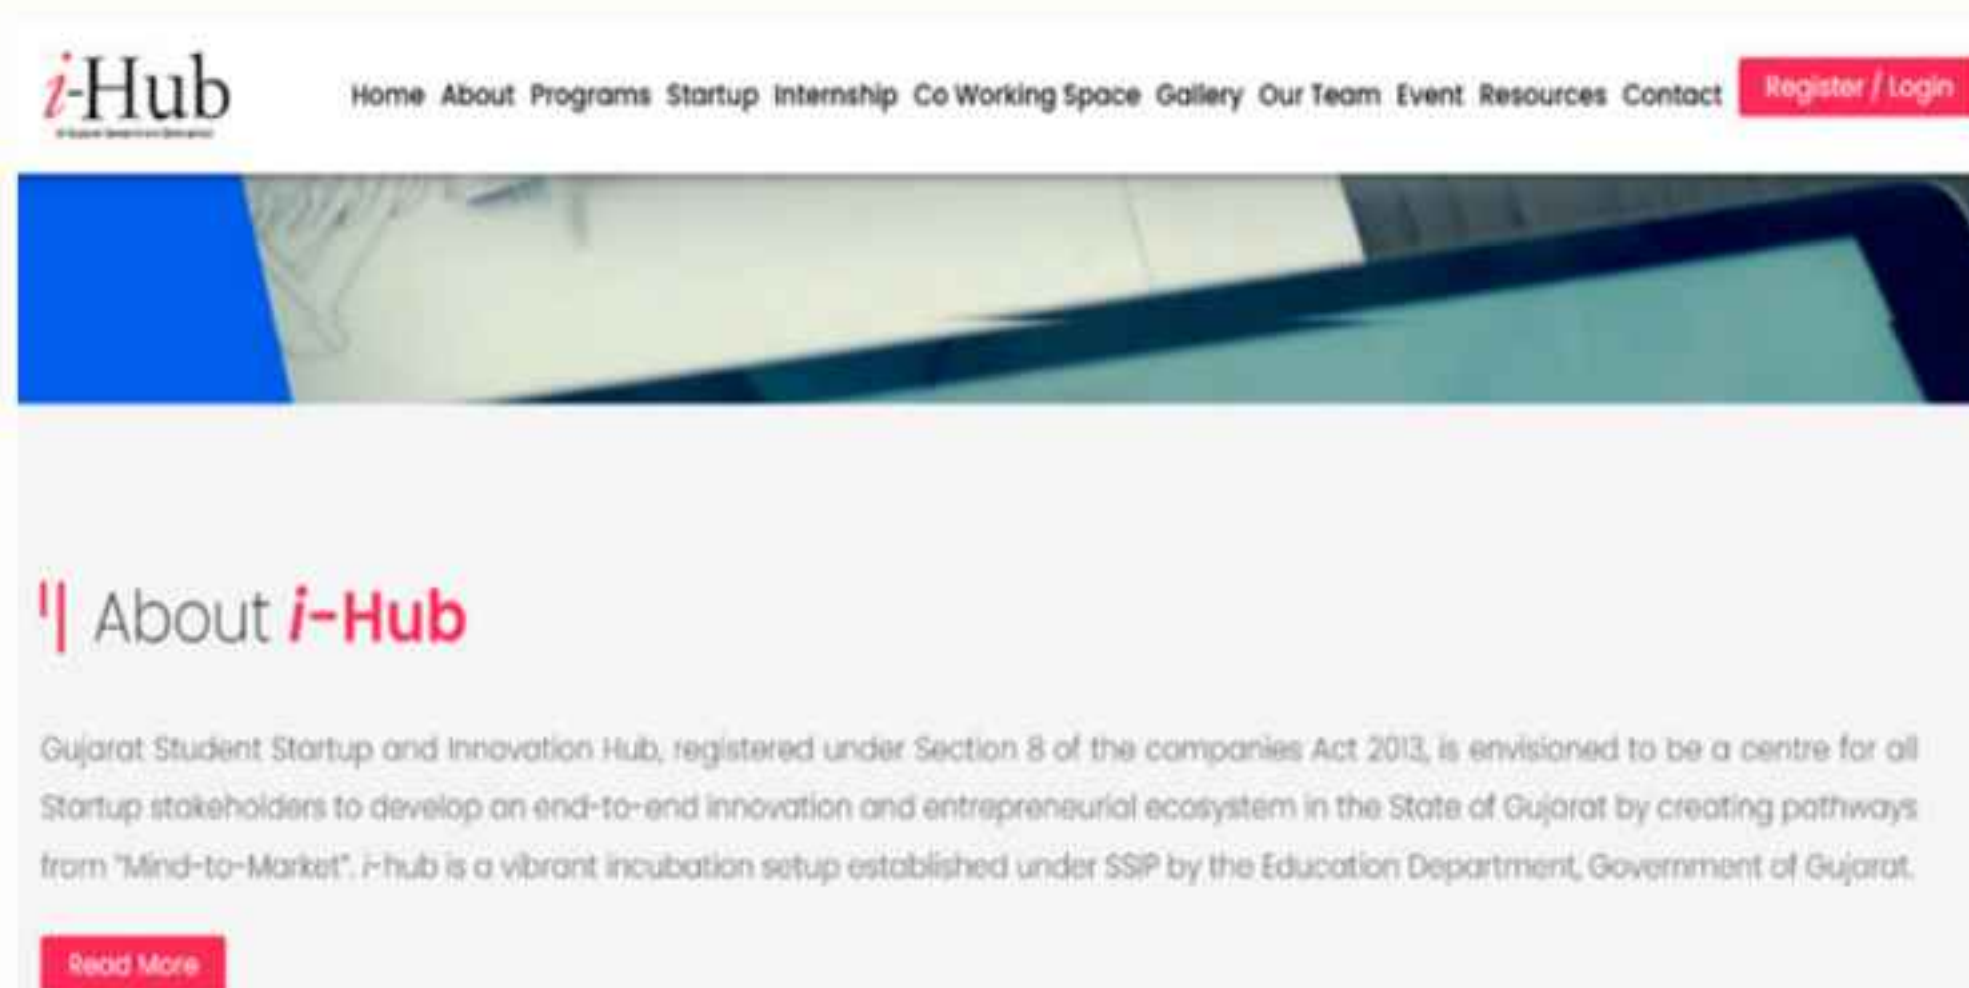 i-Hub
Home About Programs Startup Internship Co Working Space Gallery Our Team Event Resources Contact Register / Login
About i-Hub
Gujarat Student Startup and Innovation Hub, registered under Section 8 of the companies Act 2013, is envisioned to be a centre for all
Startup stakeholders to develop an end-to-end innovation and entrepreneurial ecosystem in the State of Gujarat by creating pathways
from "Mind-to-Market". i-hub is a vibrant incubation setup established under SSIP by the Education Department, Government of Gujarat.
Read More